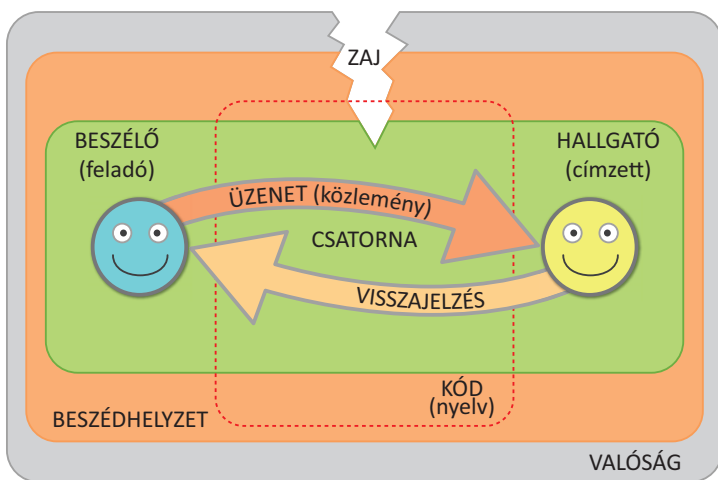 ZAJ
BESZÉLŐ
(feladó)
HALLGATÓ
(címzett)
ÜZENET (közlemény)
CSATORNA
VISSZAJELZÉS
KÓD
(nyelv)
BESZÉDHELYZET
VALÓSÁG